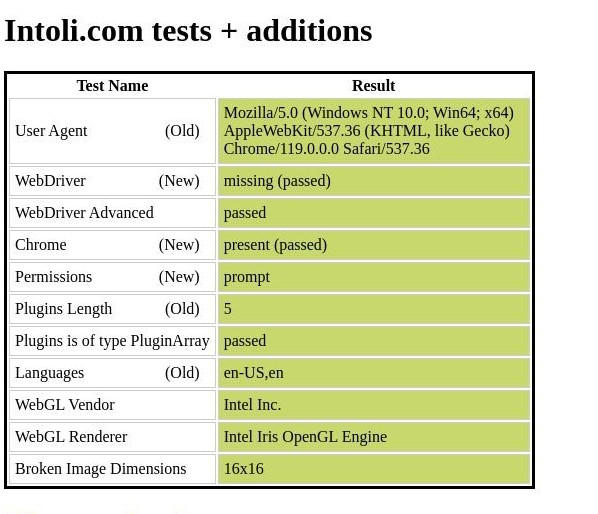 Intoli.com tests + additions
Test Name Result
User Agent (Old) Mozilla/5.0 (Windows NT 10.0; Win64; x64)
AppleWebKit/537.36 (KHTML, like Gecko)
Chrome/119.0.0.0 Safari/537.36
WebDriver (New) missing (passed)
WebDriver Advanced passed
Chrome (New) present (passed)
Permissions (New) prompt
Plugins Length (Old) 5
Plugins is of type PluginArray passed
Languages (Old) en-US,en
WebGL Vendor Intel Inc.
WebGL Renderer Intel Iris OpenGL Engine
Broken Image Dimensions 16x16